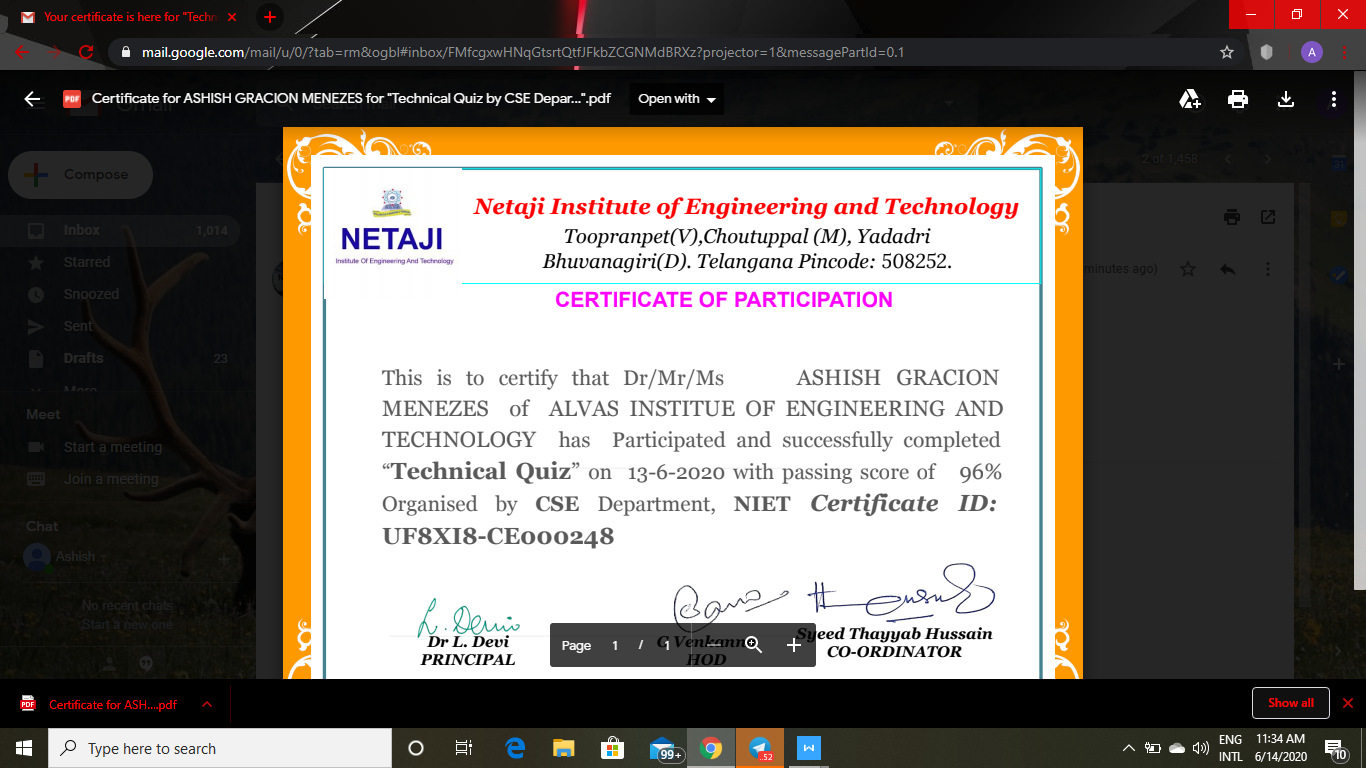 Your certificate is here for "Techn
mail.google.com/mail/u/0/?tab=rm&ogbl#inbox/FMfcgxwHNqGtsrtQtfJFkbZCGNMdBRXz?projector=1&messagePartId=0.1
A
PDF
Certificate for ASHISH GRACION MENEZES for "Technical Quiz by CSE Depar...".pdf
Open with
Compose
2 of 1,458
Inbox 1,014
Starred
Snoozed
Sent
Drafts 23
More
minutes ago)
Meet
Start a meeting
Join a meeting
Chat
Ashish
No recent chats
Start a new one
NETAJI
Institute Of Engineering And Technology
Netaji Institute of Engineering and Technology
Toopranpet(V),Choutuppal (M), Yadadri
Bhuvanagiri(D). Telangana Pincode: 508252.
CERTIFICATE OF PARTICIPATION
This is to certify that Dr/Mr/Ms ASHISH GRACION
MENEZES of ALVAS INSTITUE OF ENGINEERING AND
TECHNOLOGY has Participated and successfully completed
“Technical Quiz” on 13-6-2020 with passing score of 96%
Organised by CSE Department, NIET Certificate ID:
UF8XI8-CE000248
L. Devi
Dr L. Devi
PRINCIPAL
G Venkanna
HOD
Syeed Thayyab Hussain
CO-ORDINATOR
Page 1 / 1
PDF
Certificate for ASH....pdf
Show all
Type here to search
99+
52
W
ENG
INTL
11:34 AM
6/14/2020
10